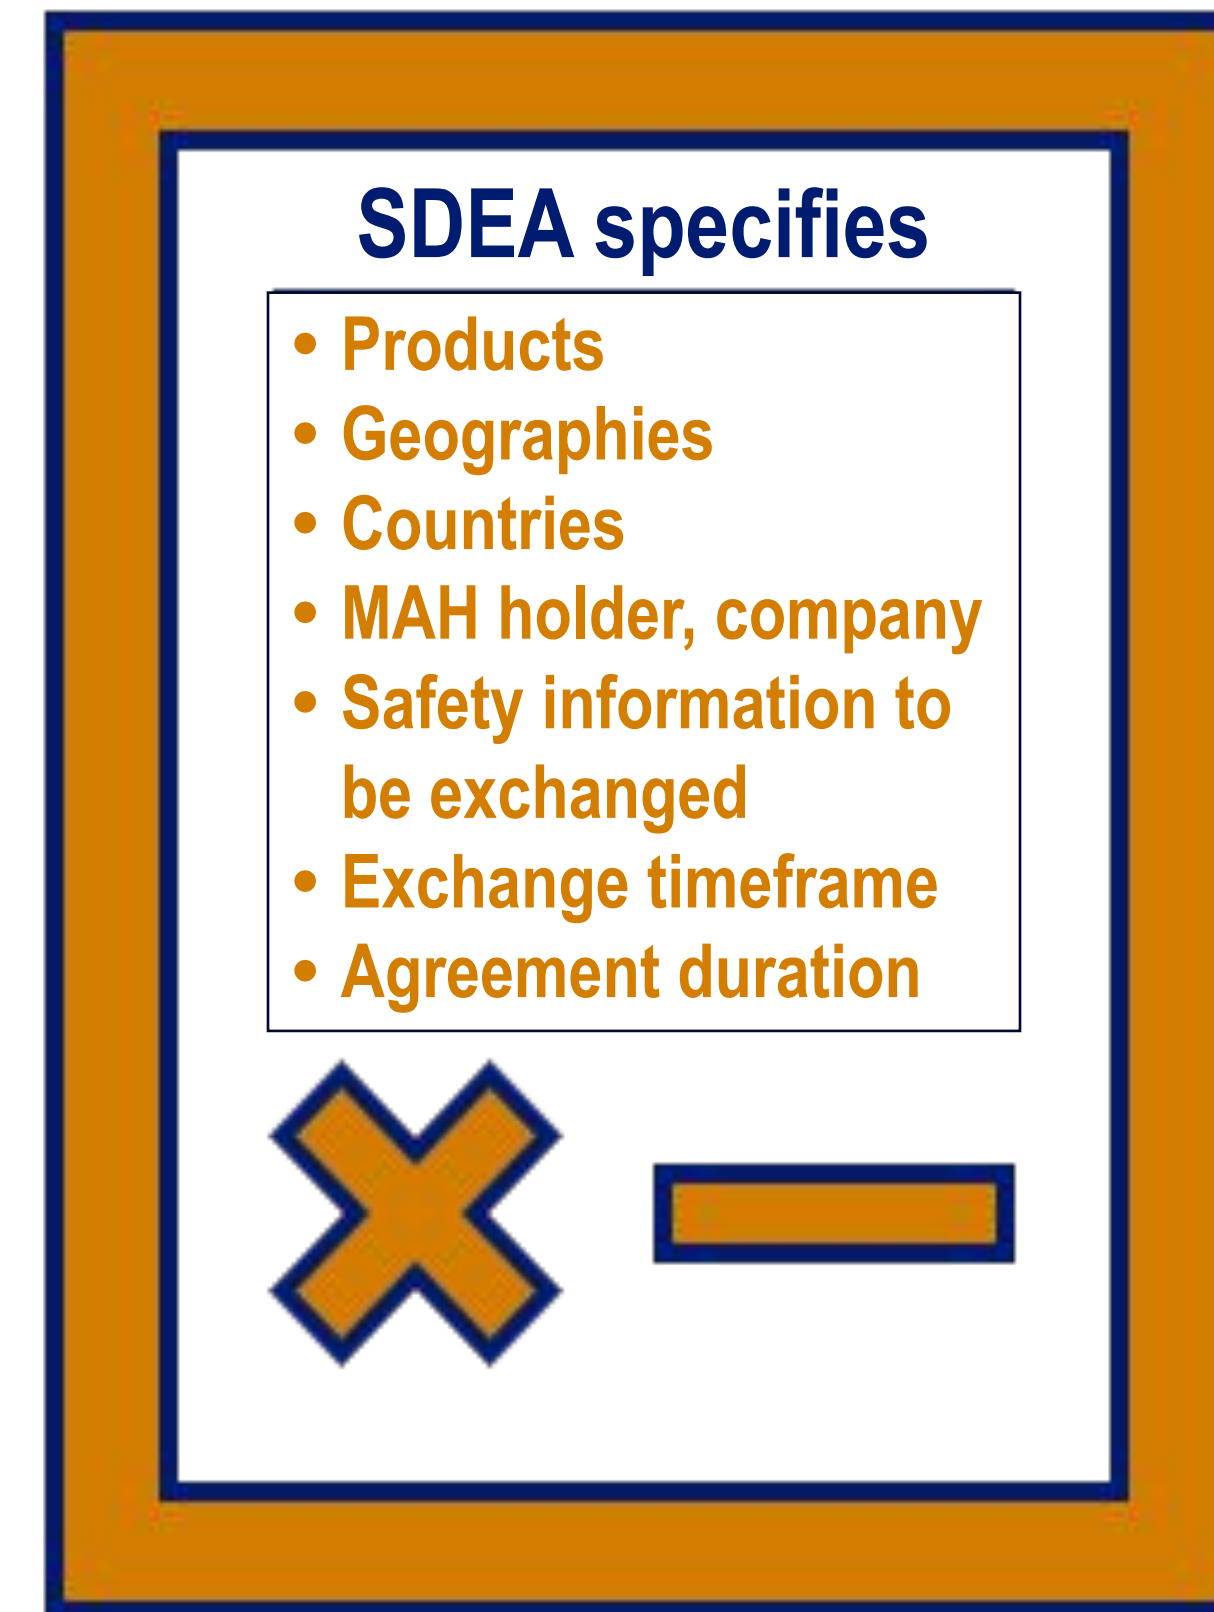 SDEA specifies
• Products
• Geographies
• Countries
• MAH holder, company
• Safety information to
be exchanged
• Exchange timeframe
• Agreement duration